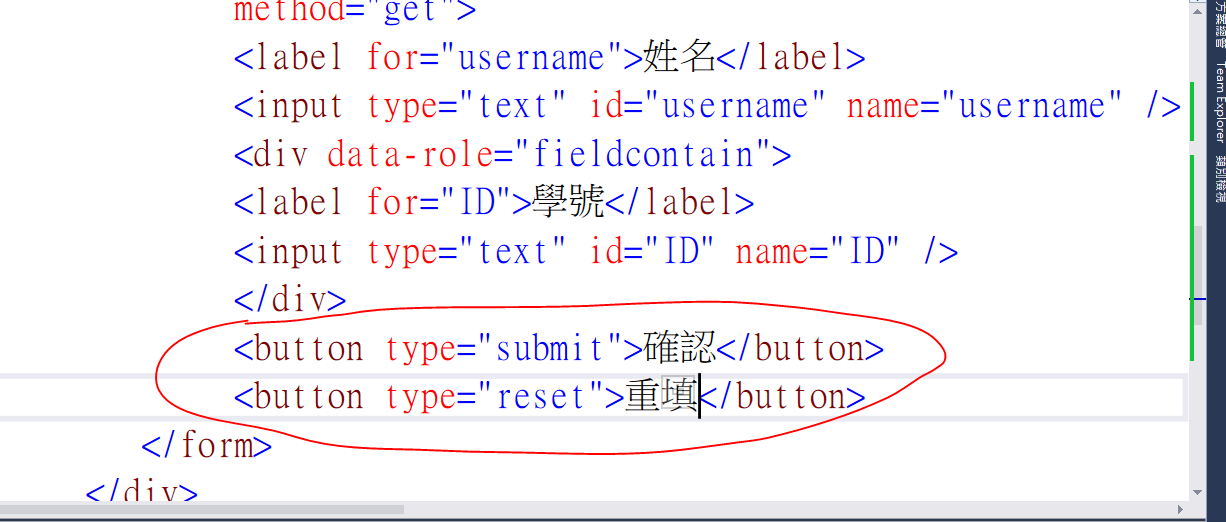 method="get">
<label for="username">姓名</label>
<input type="text" id="username" name="username" />
<div data-role="fieldcontain">
<label for="ID">學號</label>
<input type="text" id="ID" name="ID" />
</div>
<button type="submit">確認</button>
<button type="reset">重填</button>
</form>
</div>
方案總管
Team Explorer
類別檢視